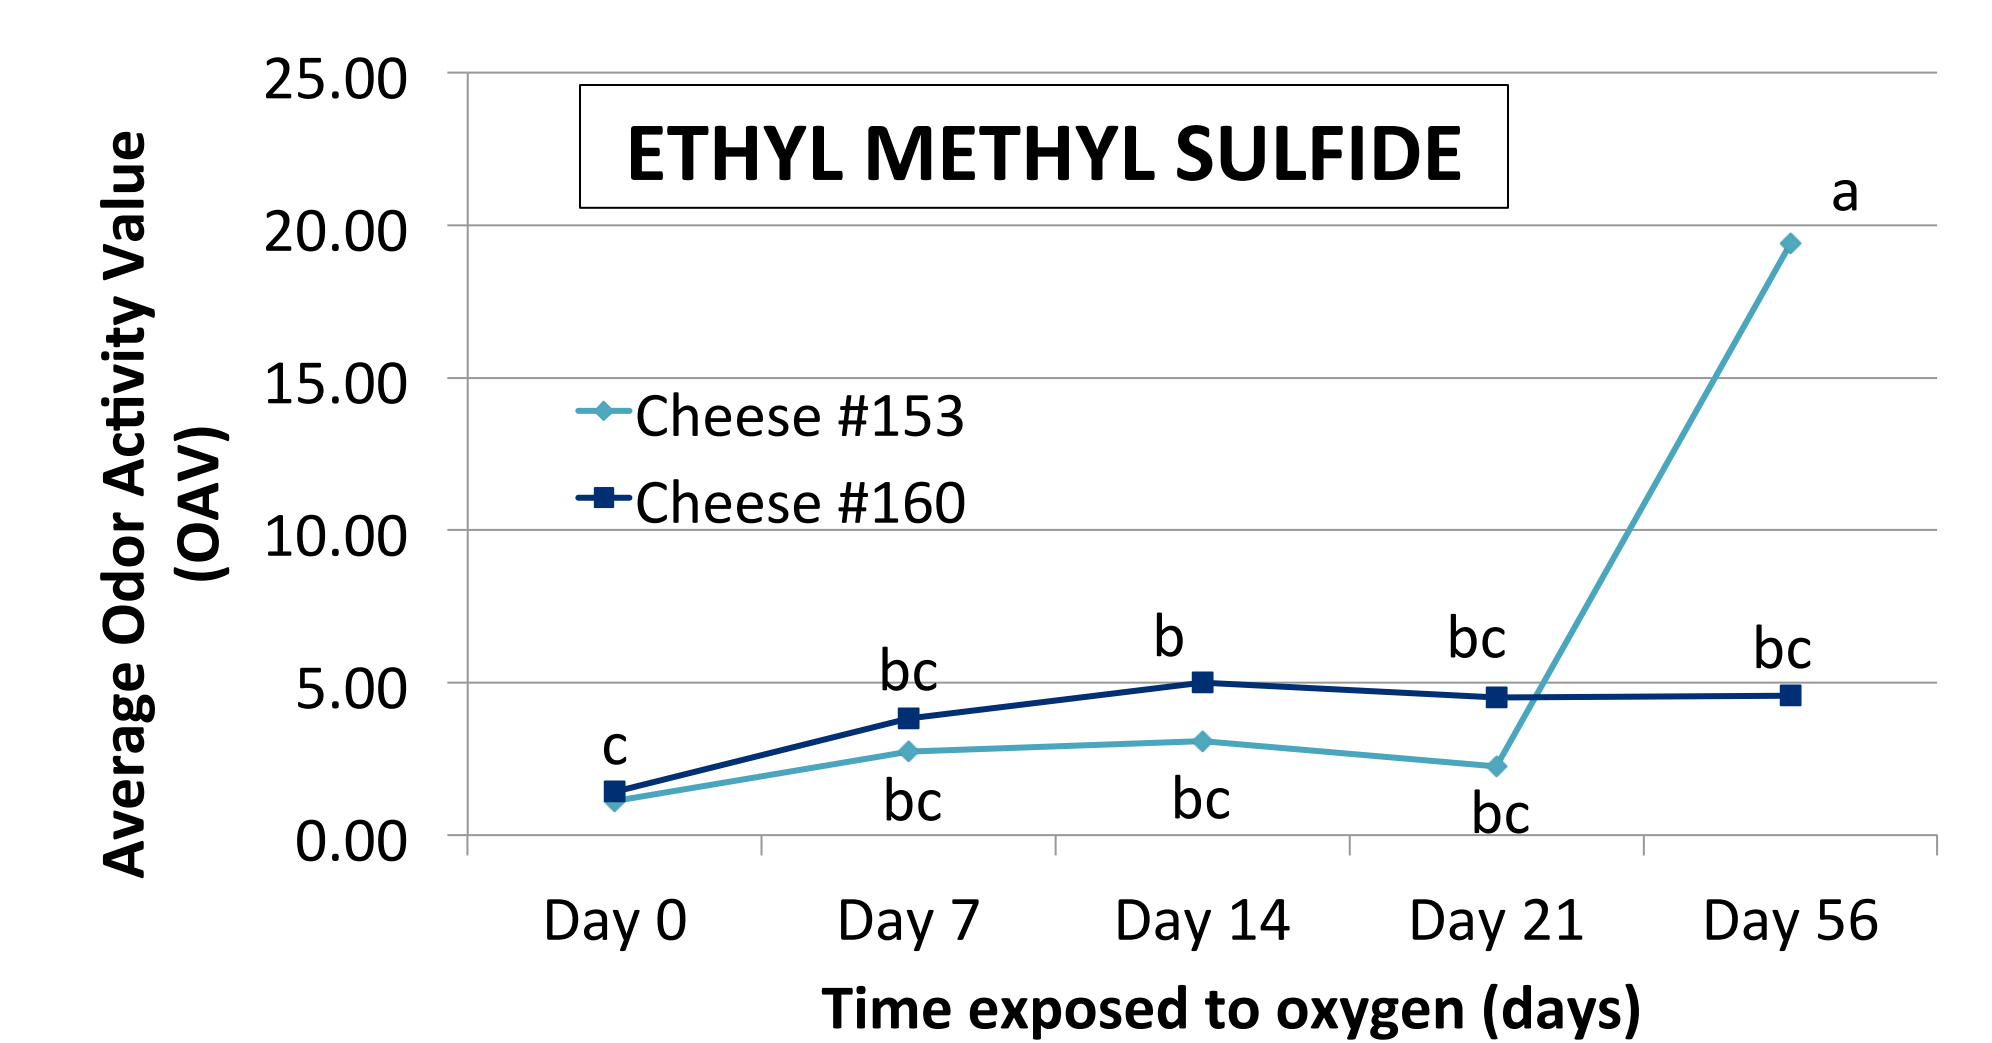 ETHYL METHYL SULFIDE
Average Odor Activity Value
(OAV)
25.00
20.00
15.00
10.00
5.00
0.00
Cheese #153
Cheese #160
a
b
bc
bc
bc
c
bc
bc
bc
Day 0
Day 7
Day 14
Day 21
Day 56
Time exposed to oxygen (days)